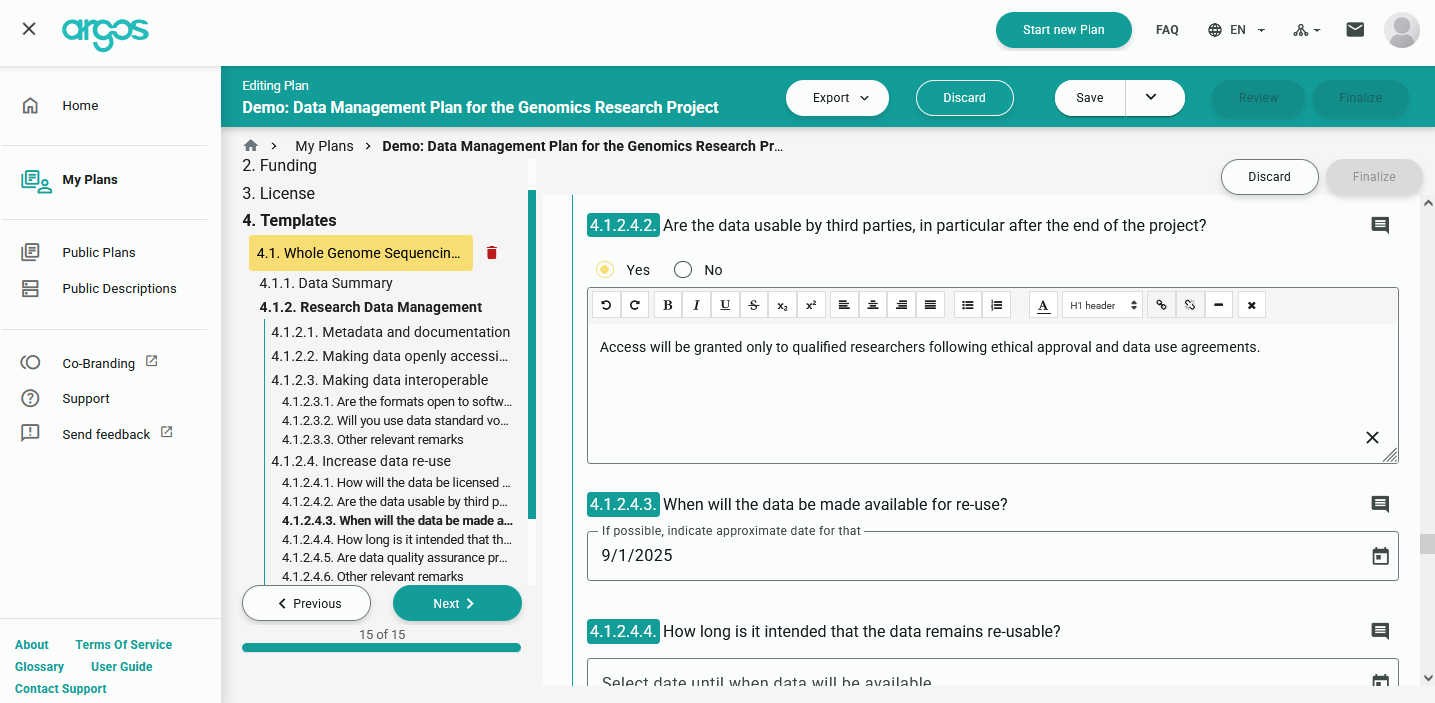 argos
Start new Plan
FAQ
EN
Home
My Plans
Public Plans
Public Descriptions
Co-Branding
Support
Send feedback
About
Terms Of Service
Glossary
User Guide
Contact Support
Editing Plan
Demo: Data Management Plan for the Genomics Research Project
Export
Discard
Save
Review
Finalize
My Plans
Demo: Data Management Plan for the Genomics Research Pr...
2. Funding
3. License
4. Templates
4.1. Whole Genome Sequencin...
4.1.1. Data Summary
4.1.2. Research Data Management
4.1.2.1. Metadata and documentation
4.1.2.2. Making data openly accessi...
4.1.2.3. Making data interoperable
4.1.2.3.1. Are the formats open to softw...
4.1.2.3.2. Will you use data standard vo...
4.1.2.3.3. Other relevant remarks
4.1.2.4. Increase data re-use
4.1.2.4.1. How will the data be licensed ...
4.1.2.4.2. Are the data usable by third p...
4.1.2.4.3. When will the data be made a...
4.1.2.4.4. How long is it intended that th...
4.1.2.4.5. Are data quality assurance pr...
4.1.2.4.6. Other relevant remarks
Previous
Next
15 of 15
Discard
Finalize
4.1.2.4.2. Are the data usable by third parties, in particular after the end of the project?
Yes
No
B I U S x₂ x² A H1 header
Access will be granted only to qualified researchers following ethical approval and data use agreements.
4.1.2.4.3. When will the data be made available for re-use?
If possible, indicate approximate date for that
9/1/2025
4.1.2.4.4. How long is it intended that the data remains re-usable?
Select date until when data will be available